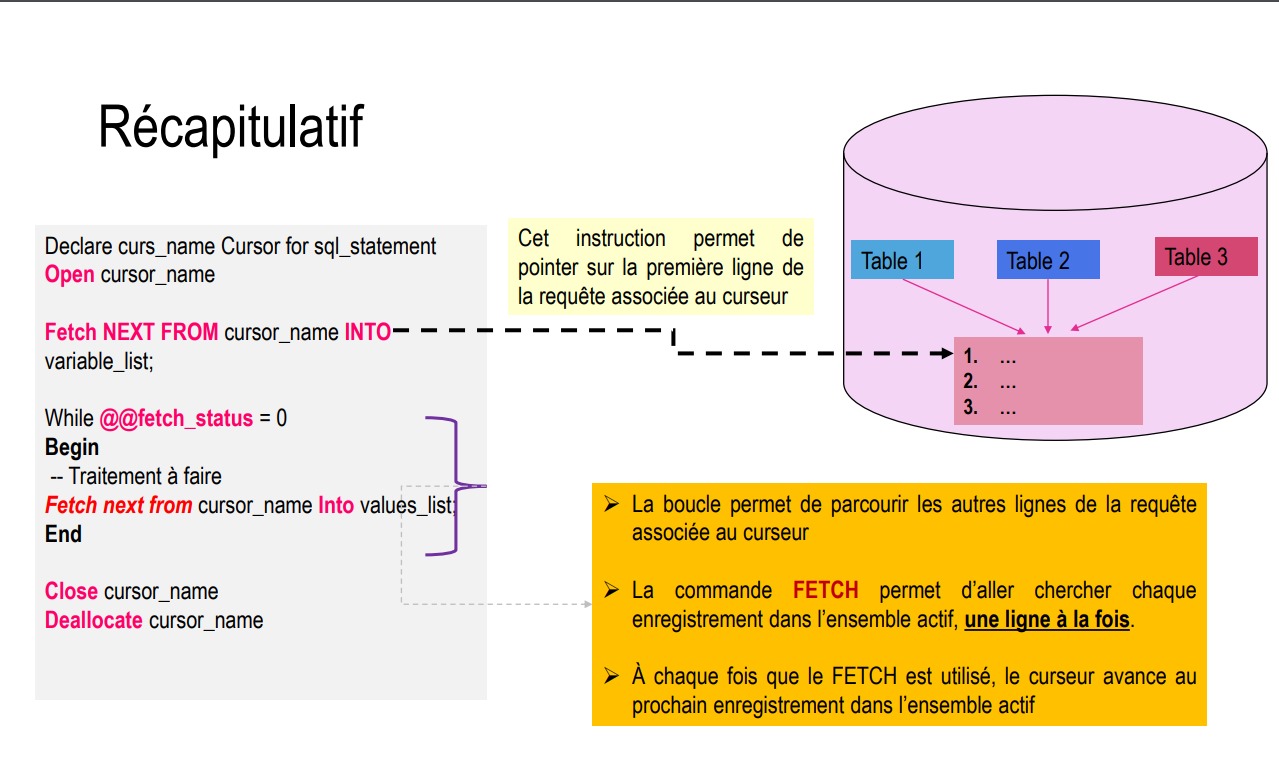 Récapitulatif
Declare curs_name Cursor for sql_statement
Open cursor_name
Fetch NEXT FROM cursor_name INTO
variable_list;
While @@fetch_status = 0
Begin
-- Traitement à faire
Fetch next from cursor_name Into values_list;
End
Close cursor_name
Deallocate cursor_name
Cet instruction permet de
pointer sur la première ligne de
la requête associée au curseur
Table 1
Table 2
Table 3
1. ...
2. ...
3. ...
➢ La boucle permet de parcourir les autres lignes de la requête
associée au curseur
➢ La commande FETCH permet d’aller chercher chaque
enregistrement dans l’ensemble actif, une ligne à la fois.
➢ À chaque fois que le FETCH est utilisé, le curseur avance au
prochain enregistrement dans l’ensemble actif